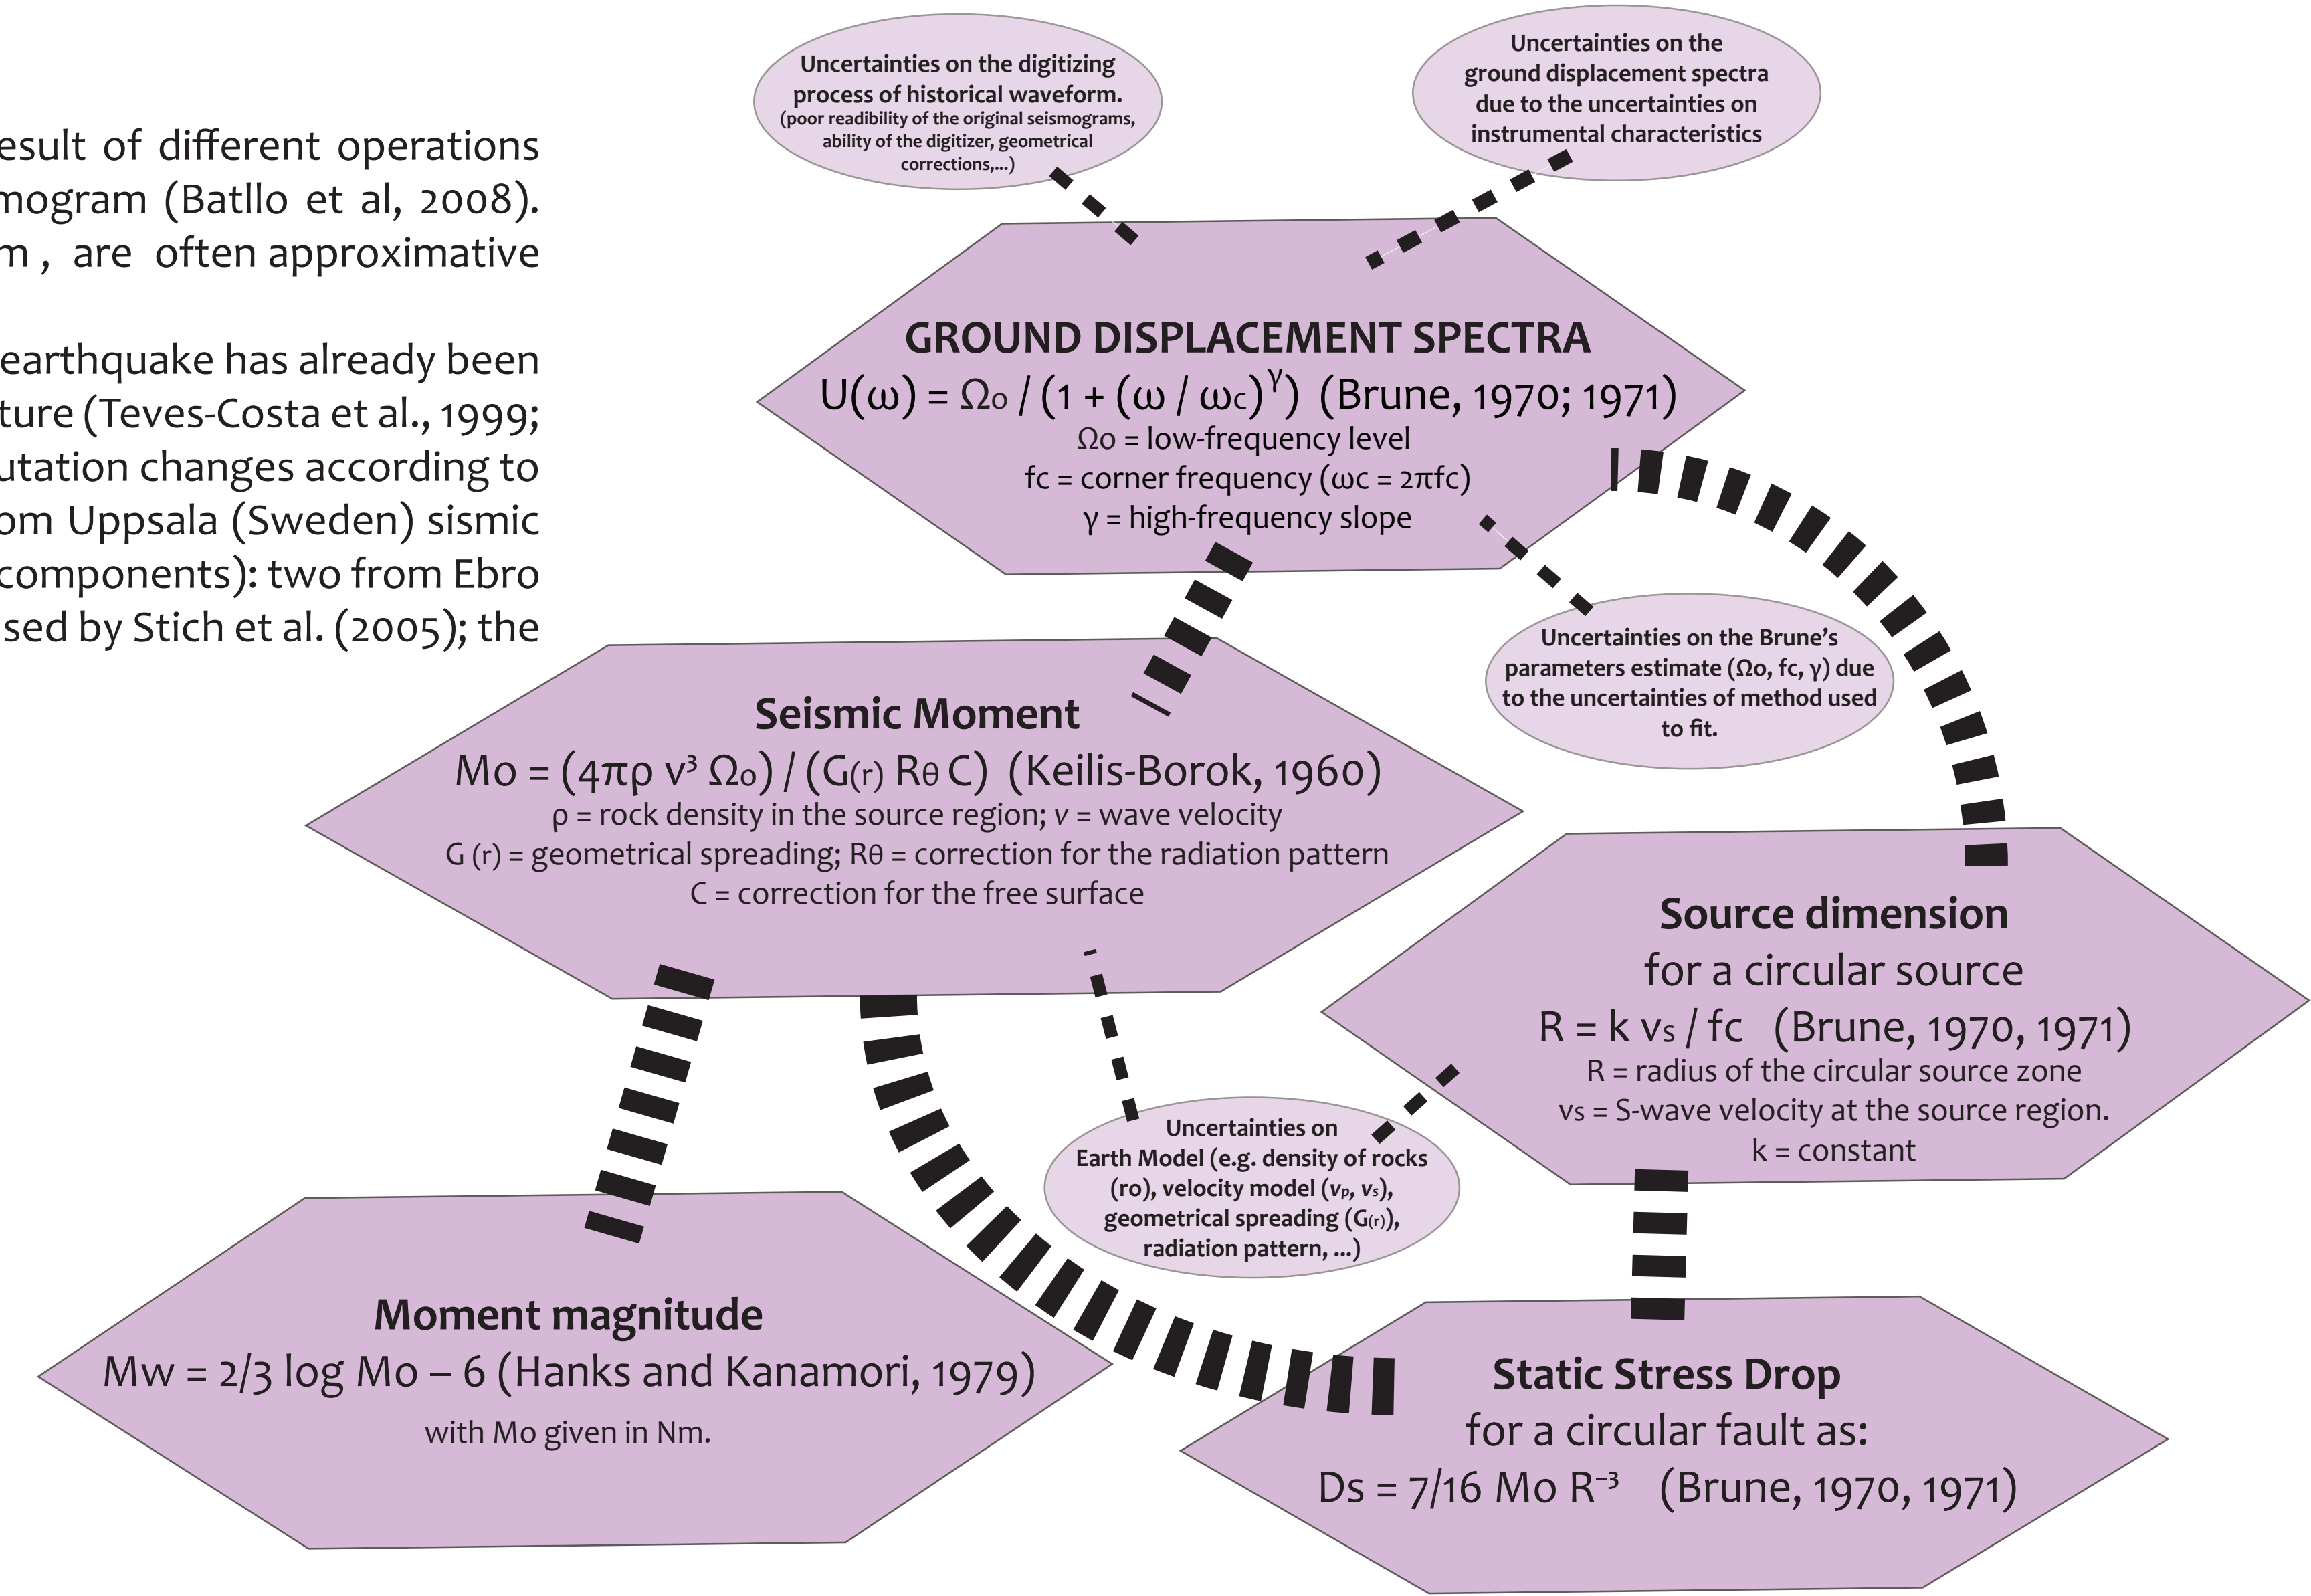 esult of different operations
mogram (Batllo et al, 2008).
m , are often approximative
earthquake has already been
ture (Teves-Costa et al., 1999;
utation changes according to
om Uppsala (Sweden) sismic
components): two from Ebro
sed by Stich et al. (2005); the
Uncertainties on the digitizing
process of historical waveform.
(poor readibility of the original seismograms,
ability of the digitizer, geometrical
corrections,...)
Uncertainties on the
ground displacement spectra
due to the uncertainties on
instrumental characteristics
GROUND DISPLACEMENT SPECTRA
U(ω) = Ωo / (1 + (ω / ωc)^γ) (Brune, 1970; 1971)
Ωo = low-frequency level
fc = corner frequency (ωc = 2πfc)
γ = high-frequency slope
Uncertainties on the Brune’s
parameters estimate (Ωo, fc, γ) due
to the uncertainties of method used
to fit.
Seismic Moment
Mo = (4πρ v³ Ωo) / (G(r) Rθ C) (Keilis-Borok, 1960)
ρ = rock density in the source region; v = wave velocity
G (r) = geometrical spreading; Rθ = correction for the radiation pattern
C = correction for the free surface
Source dimension
for a circular source
R = k vs / fc (Brune, 1970, 1971)
R = radius of the circular source zone
vs = S-wave velocity at the source region.
k = constant
Uncertainties on
Earth Model (e.g. density of rocks
(ro), velocity model (vp, vs),
geometrical spreading (G(r)),
radiation pattern, ...)
Moment magnitude
Mw = 2/3 log Mo – 6 (Hanks and Kanamori, 1979)
with Mo given in Nm.
Static Stress Drop
for a circular fault as:
Ds = 7/16 Mo R⁻³ (Brune, 1970, 1971)